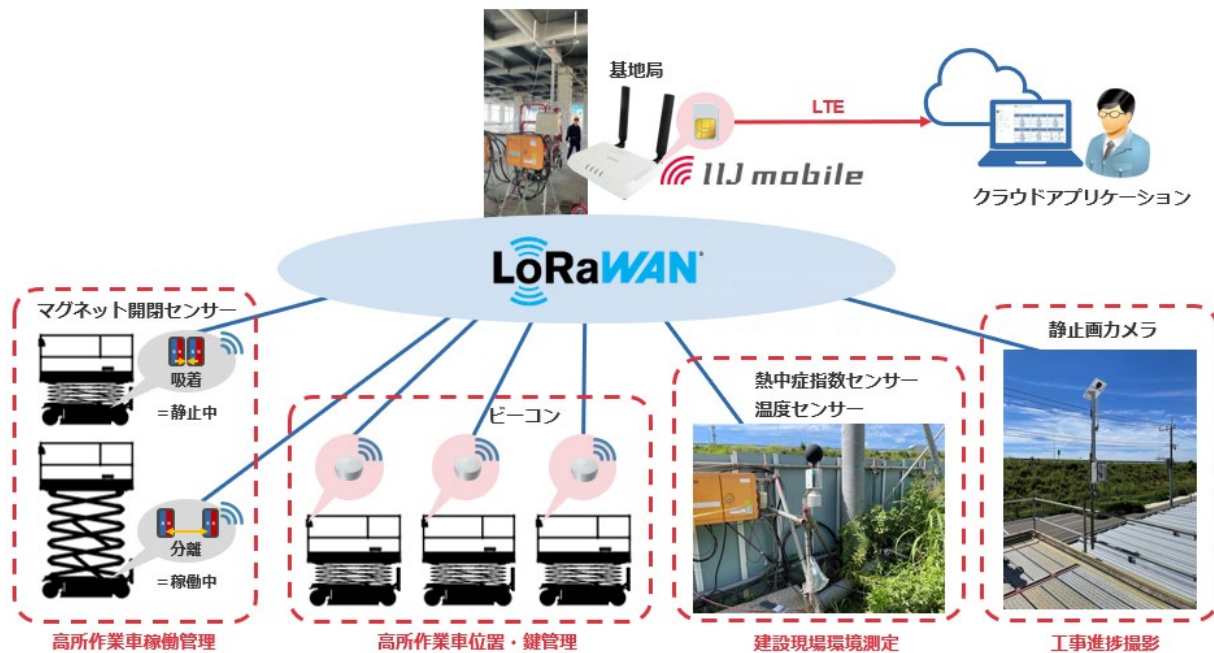 基地局
LTE
IIJ mobile
クラウドアプリケーション
LoRaWAN®
マグネット開閉センサー
吸着
＝静止中
分離
＝稼働中
高所作業車稼働管理
ビーコン
高所作業車位置・鍵管理
熱中症指数センサー
温度センサー
建設現場環境測定
静止画カメラ
工事進捗撮影